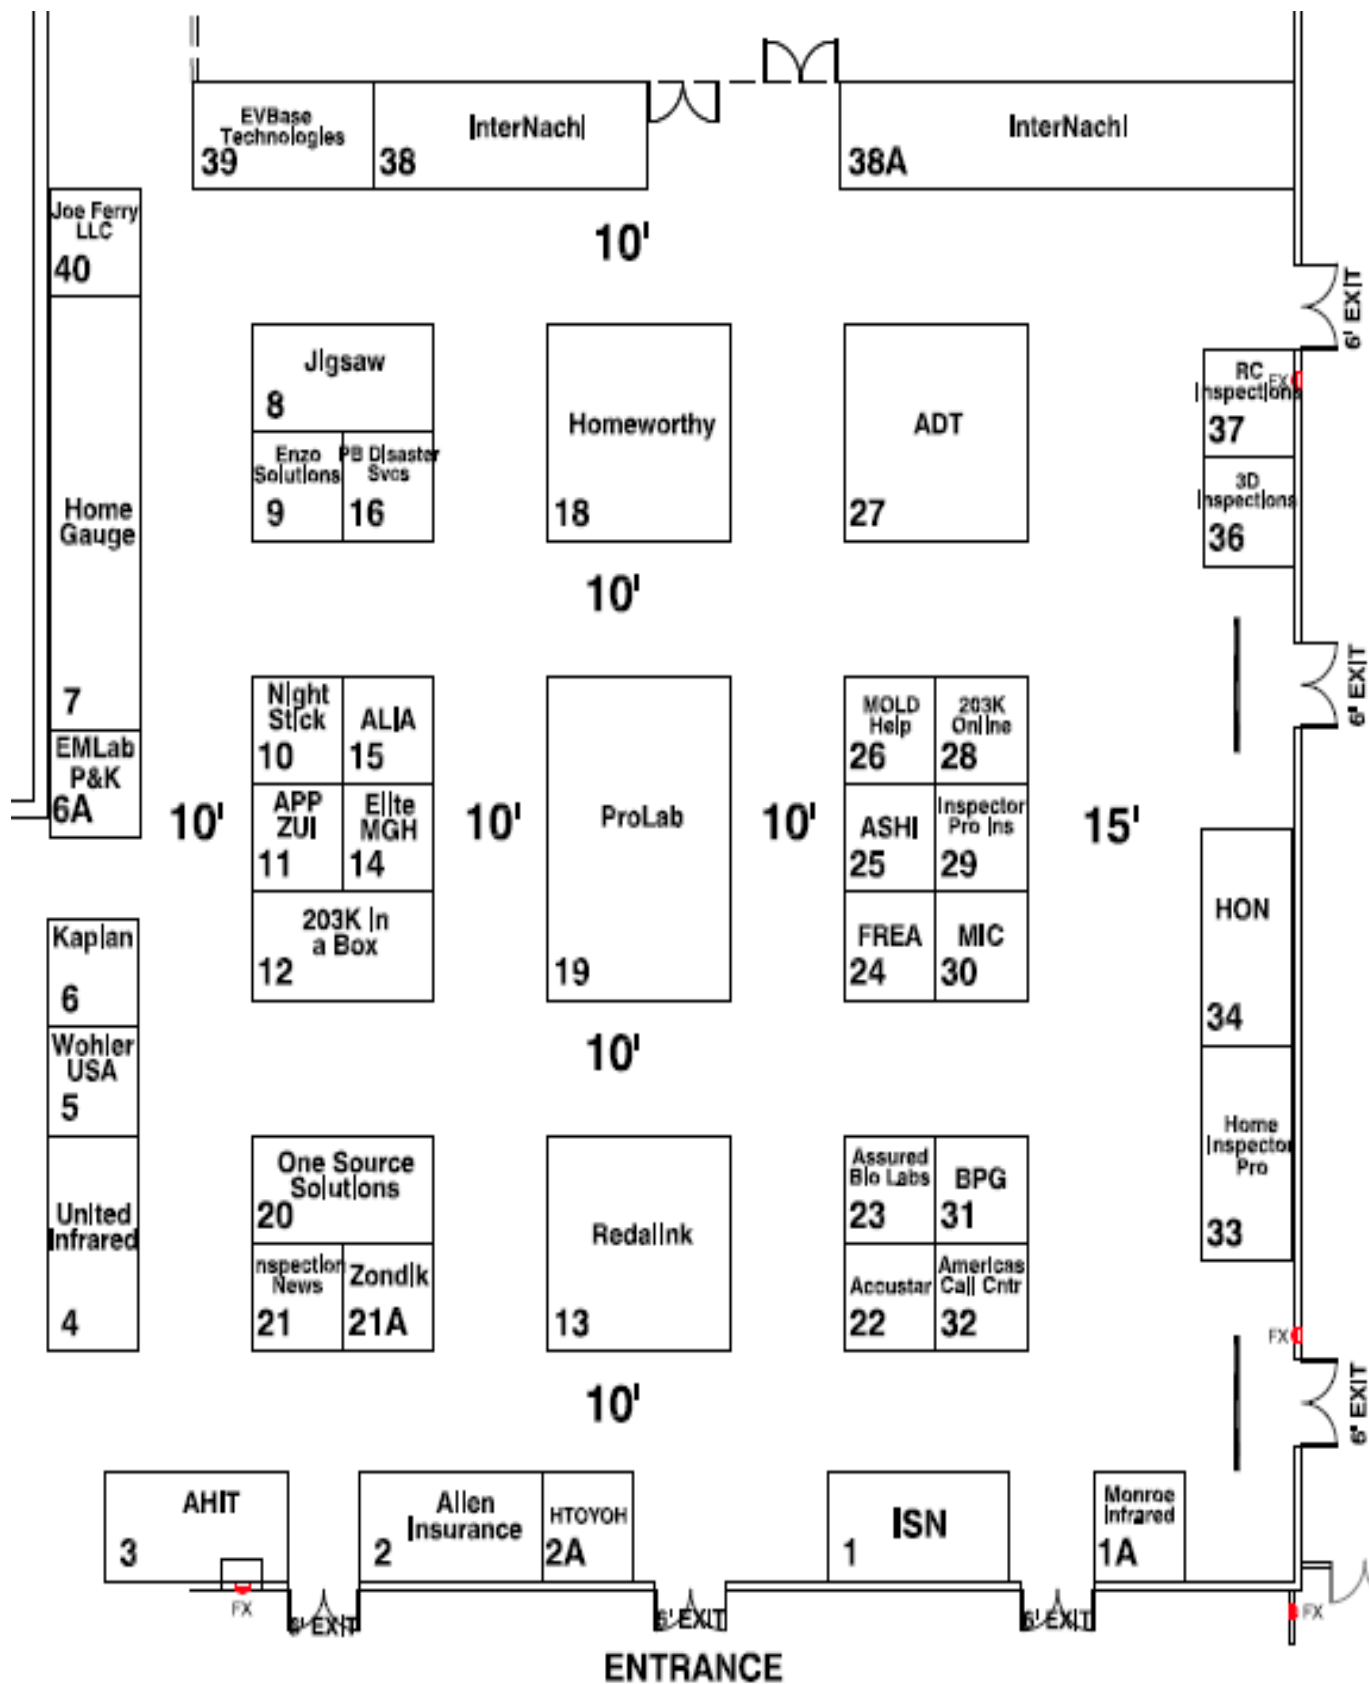 EVBase
Technologies
39
InterNachI
38
InterNachI
38A
Joe Ferry
LLC
40
10'
6' EXIT
Jigsaw
8
Enzo
Solutions
9
PB Disaster
Svcs
16
Homeworthy
18
ADT
27
RC
Inspections
FX
37
3D
Inspections
36
Home
Gauge
7
10'
6' EXIT
EMLab
P&K
6A
Night
Stick
10
ALIA
15
APP
ZUI
11
Elite
MGH
14
203K In
a Box
12
ProLab
19
MOLD
Help
26
203K
Online
28
ASHI
25
Inspector
Pro Ins
29
FREA
24
MIC
30
10'
10'
10'
15'
HON
34
Kaplan
6
Wohler
USA
5
10'
Home
Inspector
Pro
33
United
Infrared
4
One Source
Solutions
20
Inspection
News
21
Zondik
21A
Redalink
13
Assured
Bio Labs
23
BPG
31
Accustar
22
Americas
Call Cntr
32
FX
10'
6' EXIT
AHIT
3
Allen
Insurance
2
HTOYOH
2A
ISN
1
Monroe
Infrared
1A
FX
6' EXIT
6' EXIT
6' EXIT
FX
ENTRANCE